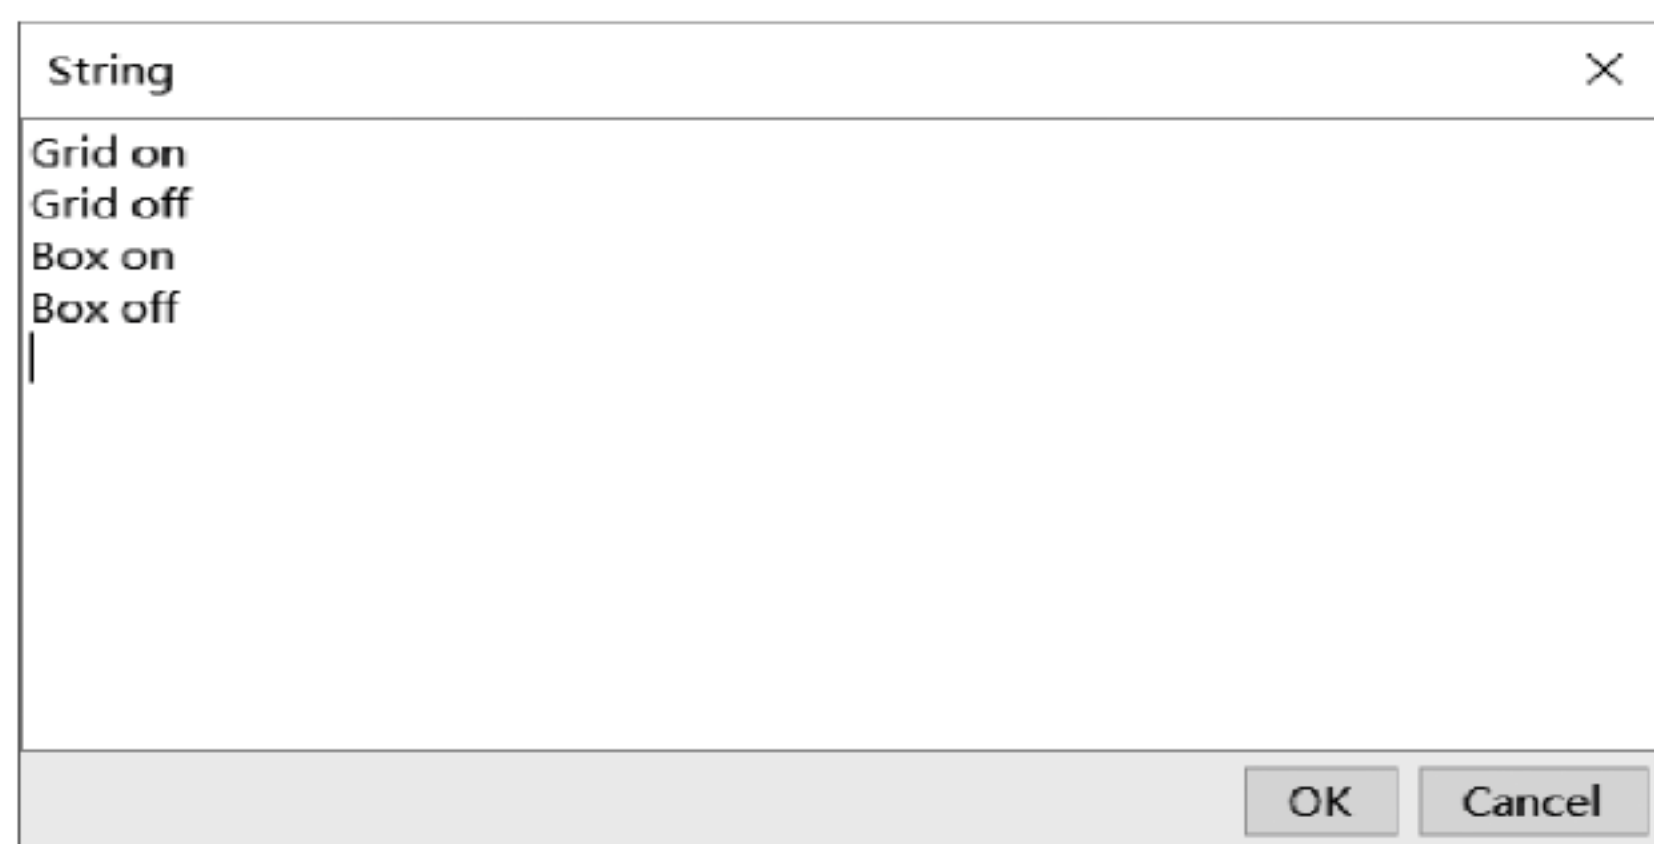 String
Grid on
Grid off
Box on
Box off
OK Cancel